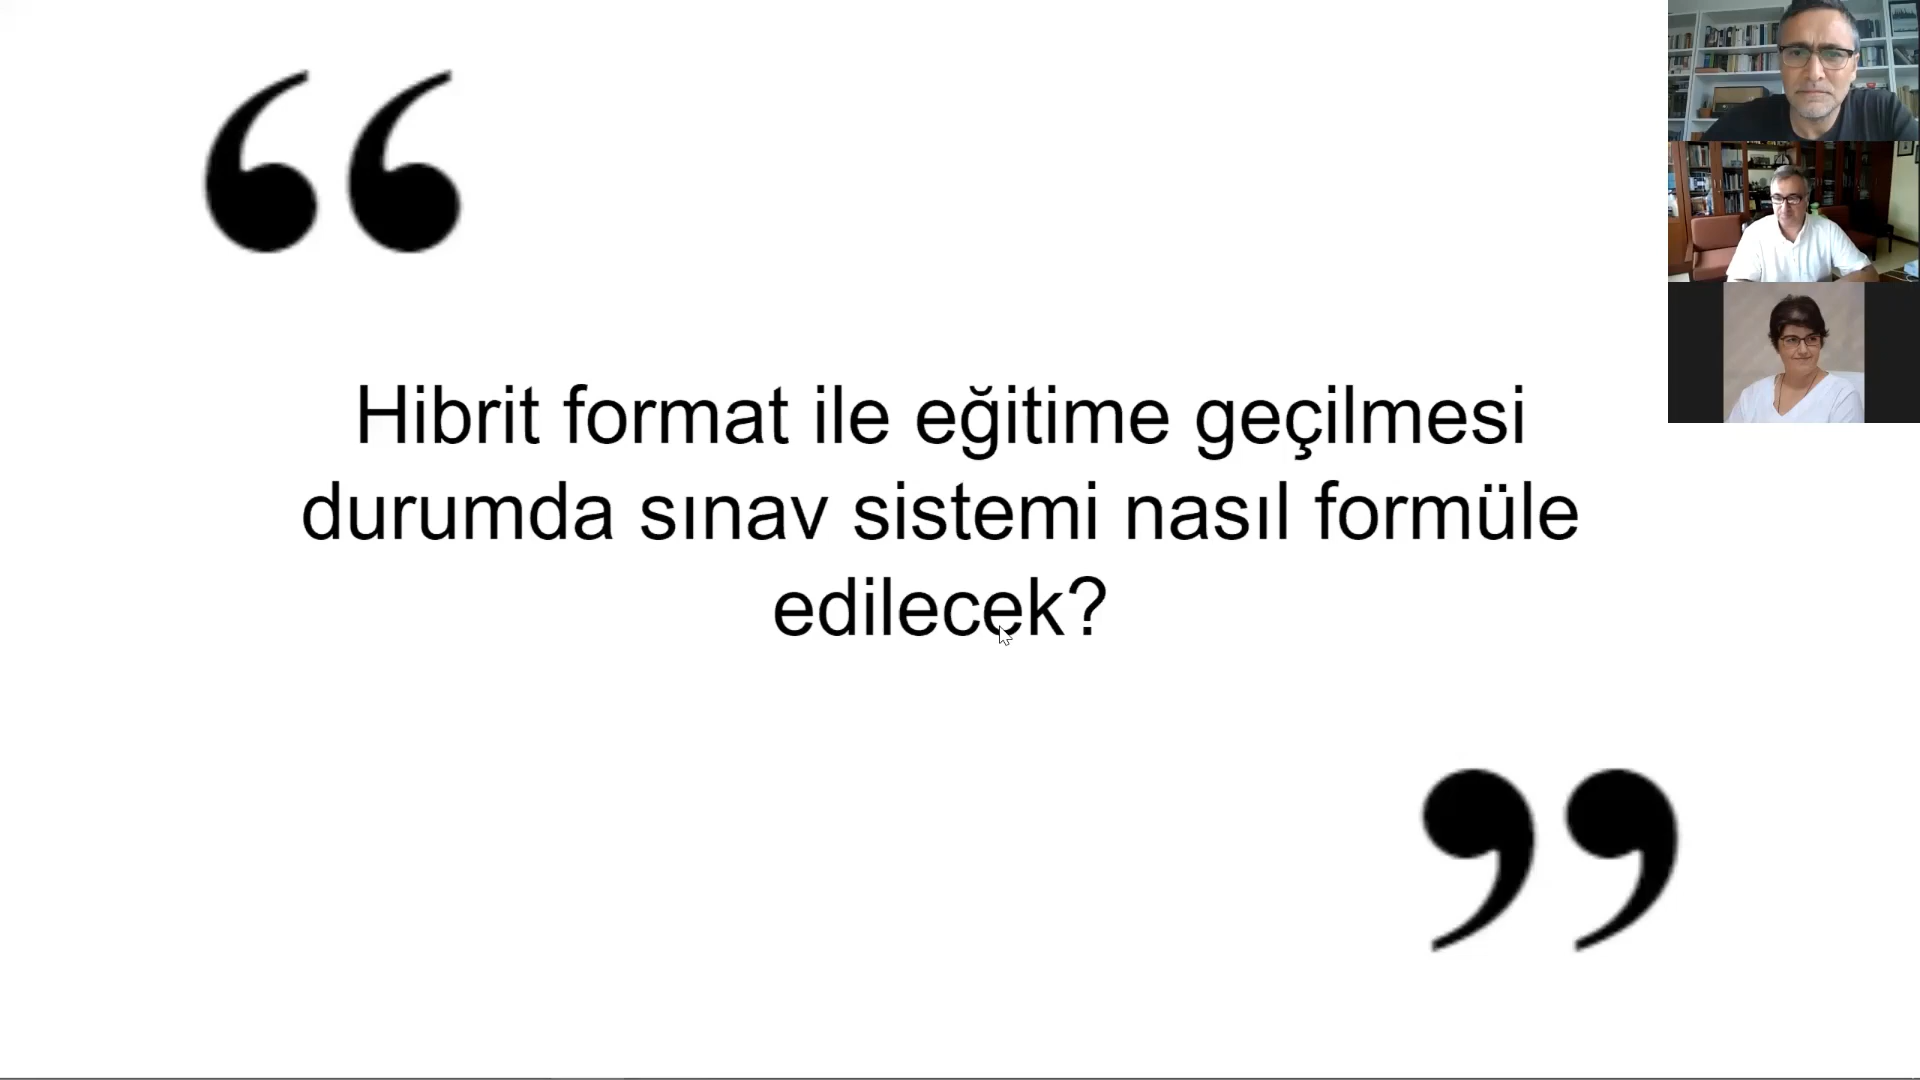 Hibrit format ile eğitime geçilmesi
durumda sınav sistemi nasıl formüle
edilecek?